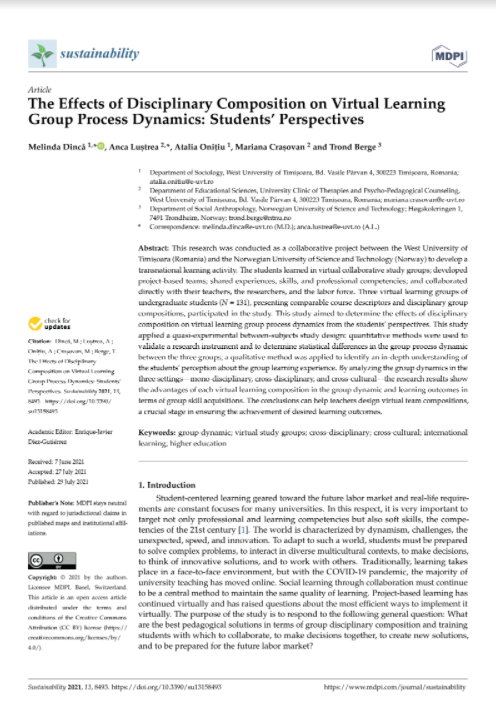 sustainability
MDPI
Article
The Effects of Disciplinary Composition on Virtual Learning
Group Process Dynamics: Students' Perspectives
Melinda Dincă 1,*, Anca Luștrea 2,*, Atalia Onițiu 1, Mariana Crașovan 2 and Trond Berge 3
1 Department of Sociology, West University of Timișoara, Bd. Vasile Pârvan 4, 300223 Timișoara, Romania;
atalia.onitiu@e-uvt.ro
2 Department of Educational Sciences, University Clinic of Therapies and Psycho-Pedagogical Counseling,
West University of Timișoara, Bd. Vasile Pârvan 4, 300223 Timișoara, Romania; mariana.crasovan@e-uvt.ro
3 Department of Social Anthropology, Norwegian University of Science and Technology; Høgskoleringen 1,
7491 Trondheim, Norway; trond.berge@ntnu.no
* Correspondence: melinda.dinca@e-uvt.ro (M.D.); anca.lustrea@e-uvt.ro (A.L.)
Abstract: This research was conducted as a collaborative project between the West University of
Timișoara (Romania) and the Norwegian University of Science and Technology (Norway) to develop a
transnational learning activity. The students learned in virtual collaborative study groups; developed
project-based teams; shared experiences, skills, and professional competencies; and collaborated
directly with their teachers, the researchers, and the labor force. Three virtual learning groups of
undergraduate students (N = 131), presenting comparable course descriptors and disciplinary group
compositions, participated in the study. This study aimed to determine the effects of disciplinary
composition on virtual learning group process dynamics from the students' perspectives. This study
applied a quasi-experimental between-subjects study design: quantitative methods were used to
validate a research instrument and to determine statistical differences in the group process dynamic
between the three groups; a qualitative method was applied to identify an in-depth understanding of
the students' perception about the group learning experience. By analyzing the group dynamics in the
three settings—mono-disciplinary, cross-disciplinary, and cross-cultural—the research results show
the advantages of each virtual learning composition in the group dynamic and learning outcomes in
terms of group skill acquisitions. The conclusions can help teachers design virtual team compositions,
a crucial stage in ensuring the achievement of desired learning outcomes.
Keywords: group dynamic; virtual study groups; cross-disciplinary; cross-cultural; international
learning; higher education
check for
updates
Citation: Dincă, M.; Luștrea, A.;
Onițiu, A.; Crașovan, M.; Berge, T.
The Effects of Disciplinary
Composition on Virtual Learning
Group Process Dynamics: Students'
Perspectives. Sustainability 2021, 13,
8493. https://doi.org/10.3390/
su13158493
Academic Editor: Enrique-Javier
Díez-Gutiérrez
Received: 7 June 2021
Accepted: 27 July 2021
Published: 29 July 2021
Publisher's Note: MDPI stays neutral
with regard to jurisdictional claims in
published maps and institutional affil-
iations.
cc
BY
Copyright: © 2021 by the authors.
Licensee MDPI, Basel, Switzerland.
This article is an open access article
distributed under the terms and
conditions of the Creative Commons
Attribution (CC BY) license (https://
creativecommons.org/licenses/by/
4.0/).
1. Introduction
Student-centered learning geared toward the future labor market and real-life require-
ments are constant focuses for many universities. In this respect, it is very important to
target not only professional and learning competencies but also soft skills, the compe-
tencies of the 21st century [1]. The world is characterized by dynamism, challenges, the
unexpected, speed, and innovation. To adapt to such a world, students must be prepared
to solve complex problems, to interact in diverse multicultural contexts, to make decisions,
to think of innovative solutions, and to work with others. Traditionally, learning takes
place in a face-to-face environment, but with the COVID-19 pandemic, the majority of
university teaching has moved online. Social learning through collaboration must continue
to be a central method to maintain the same quality of learning. Project-based learning has
continued virtually and has raised questions about the most efficient ways to implement it
virtually. The purpose of the study is to respond to the following general question: What
are the best pedagogical solutions in terms of group disciplinary composition and training
students with which to collaborate, to make decisions together, to create new solutions,
and to be prepared for the future labor market?
Sustainability 2021, 13, 8493. https://doi.org/10.3390/su13158493
https://www.mdpi.com/journal/sustainability